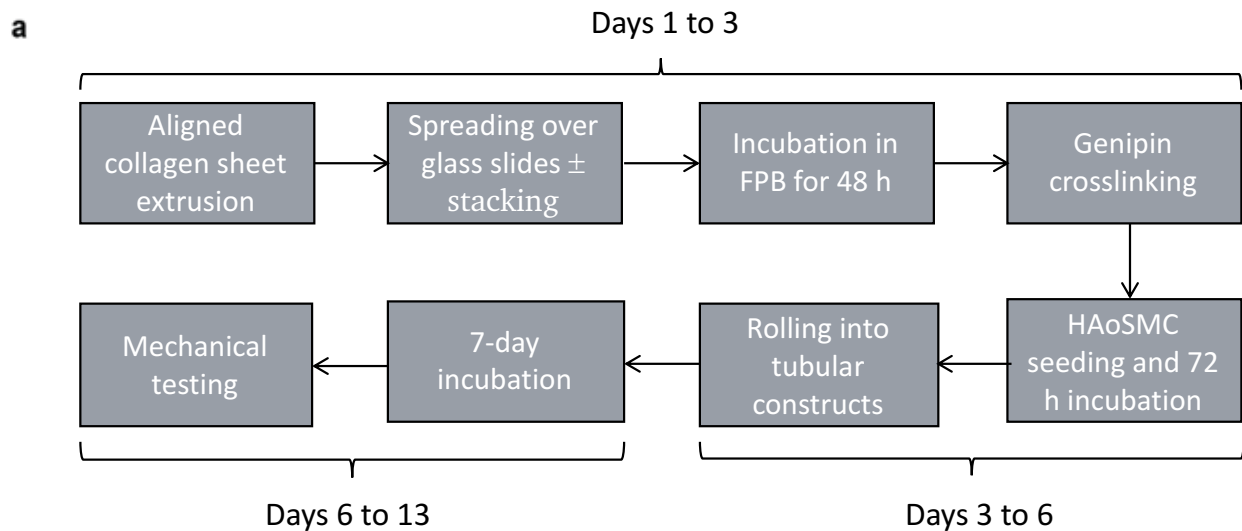 a
Days 1 to 3
Aligned
collagen sheet
extrusion
Spreading over
glass slides ±
stacking
Incubation in
FPB for 48 h
Genipin
crosslinking
HAoSMC
seeding and 72
h incubation
Rolling into
tubular
constructs
7-day
incubation
Mechanical
testing
Days 6 to 13
Days 3 to 6